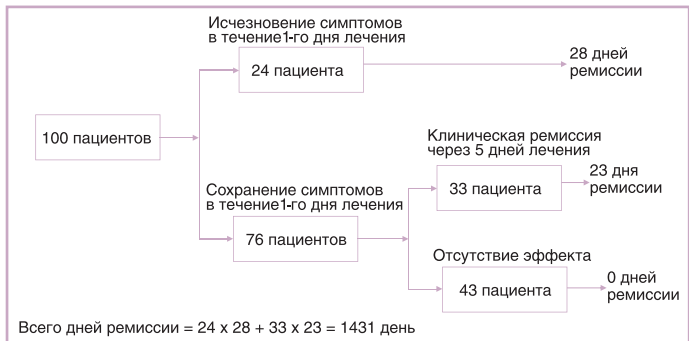 Исчезновение симптомов
в течение1-го дня лечения
24 пациента
28 дней
ремиссии
100 пациентов
Клиническая ремиссия
через 5 дней лечения
33 пациента
23 дня
ремиссии
Сохранение симптомов
в течение1-го дня лечения
76 пациентов
Отсутствие эффекта
43 пациента
0 дней
ремиссии
Всего дней ремиссии = 24 x 28 + 33 x 23 = 1431 день